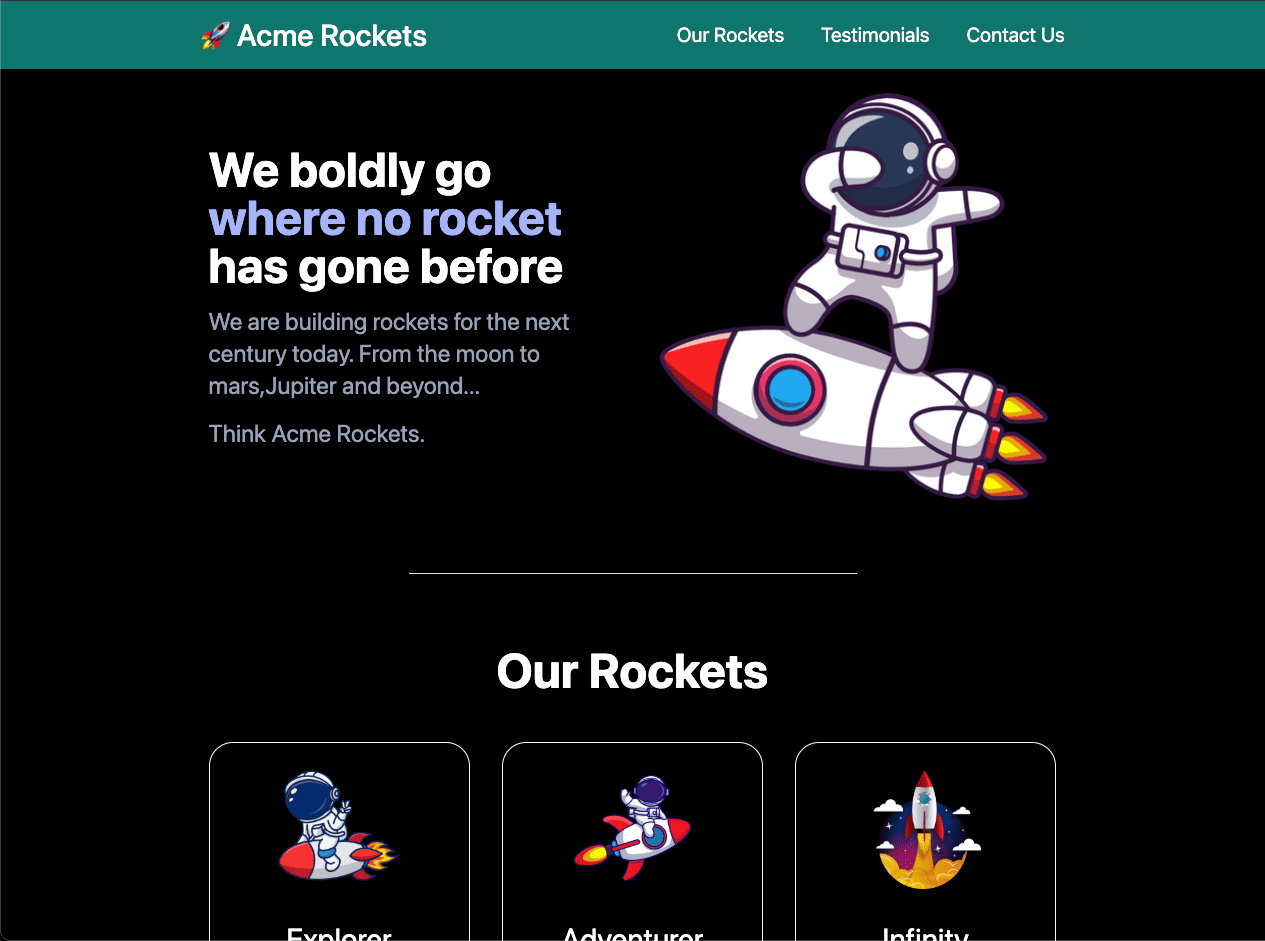 🚀 Acme Rockets
Our Rockets
Testimonials
Contact Us
We boldly go
where no rocket
has gone before
We are building rockets for the next
century today. From the moon to
mars,Jupiter and beyond...
Think Acme Rockets.
Our Rockets
Explorer
Adventurer
Infinity